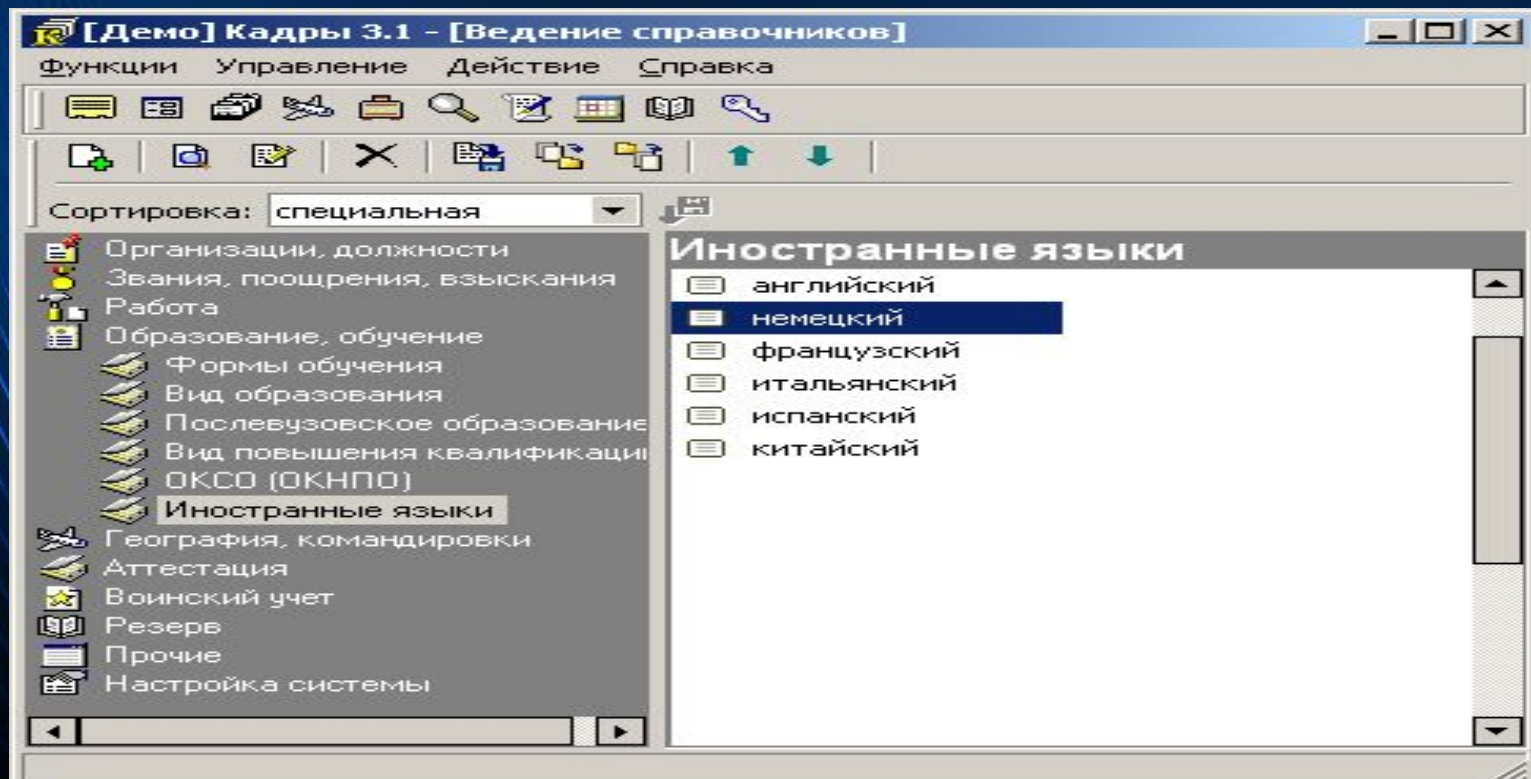 [Демо] Кадры 3.1 - [Ведение справочников]
Функции Управление Действие Справка
Сортировка: специальная
Организации, должности
Звания, поощрения, взыскания
Работа
Образование, обучение
Формы обучения
Вид образования
Послевузовское образование
Вид повышения квалификации
ОКСО (ОКНПО)
Иностранные языки
География, командировки
Аттестация
Воинский учет
Резерв
Прочие
Настройка системы
Иностранные языки
английский
немецкий
французский
итальянский
испанский
китайский